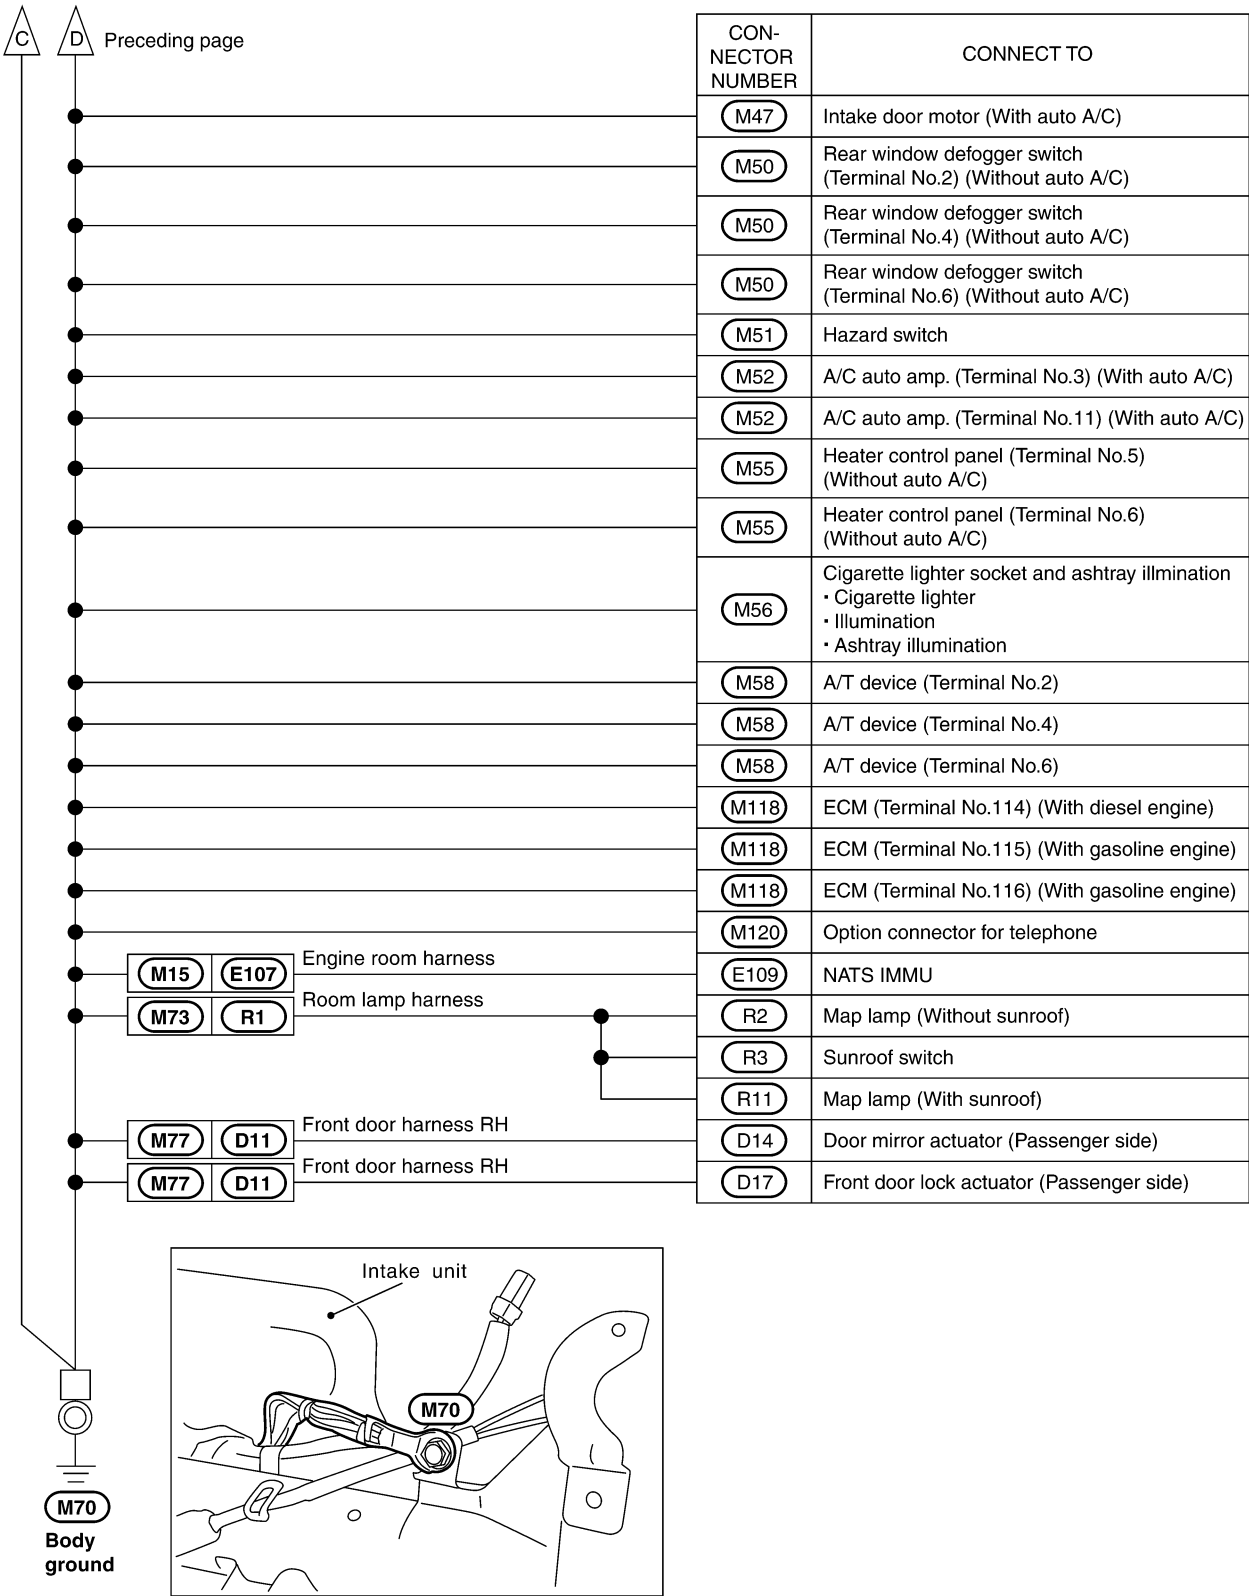 C D Preceding page
CON-
NECTOR
NUMBER
CONNECT TO
M47 Intake door motor (With auto A/C)
M50 Rear window defogger switch
(Terminal No.2) (Without auto A/C)
M50 Rear window defogger switch
(Terminal No.4) (Without auto A/C)
M50 Rear window defogger switch
(Terminal No.6) (Without auto A/C)
M51 Hazard switch
M52 A/C auto amp. (Terminal No.3) (With auto A/C)
M52 A/C auto amp. (Terminal No.11) (With auto A/C)
M55 Heater control panel (Terminal No.5)
(Without auto A/C)
M55 Heater control panel (Terminal No.6)
(Without auto A/C)
M56 Cigarette lighter socket and ashtray illmination
· Cigarette lighter
· Illumination
· Ashtray illumination
M58 A/T device (Terminal No.2)
M58 A/T device (Terminal No.4)
M58 A/T device (Terminal No.6)
M118 ECM (Terminal No.114) (With diesel engine)
M118 ECM (Terminal No.115) (With gasoline engine)
M118 ECM (Terminal No.116) (With gasoline engine)
M120 Option connector for telephone
M15 E107 Engine room harness E109 NATS IMMU
M73 R1 Room lamp harness R2 Map lamp (Without sunroof)
R3 Sunroof switch
R11 Map lamp (With sunroof)
M77 D11 Front door harness RH D14 Door mirror actuator (Passenger side)
M77 D11 Front door harness RH D17 Front door lock actuator (Passenger side)
Intake unit
M70
M70
Body
ground